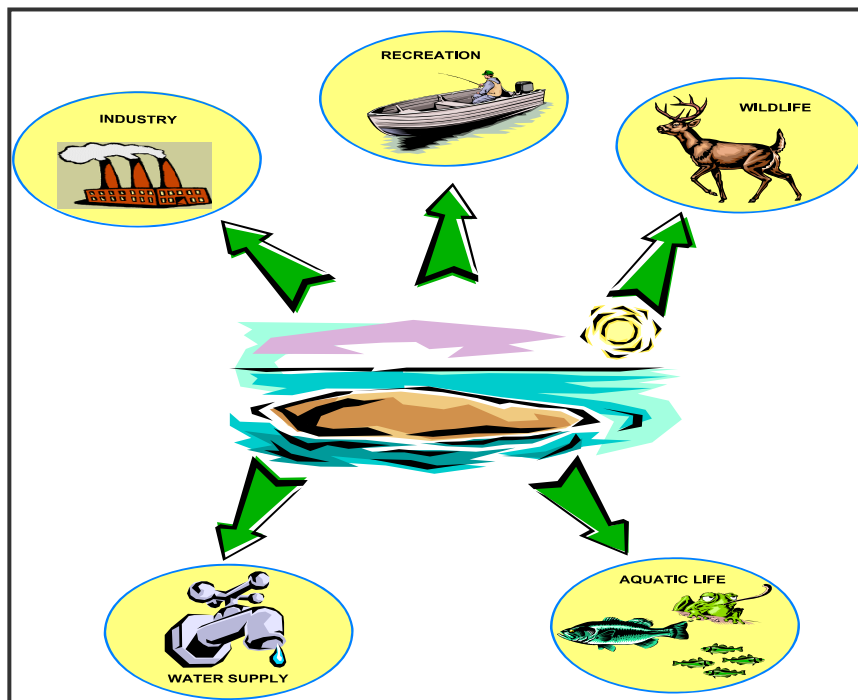 RECREATION
INDUSTRY
WILDLIFE
WATER SUPPLY
AQUATIC LIFE